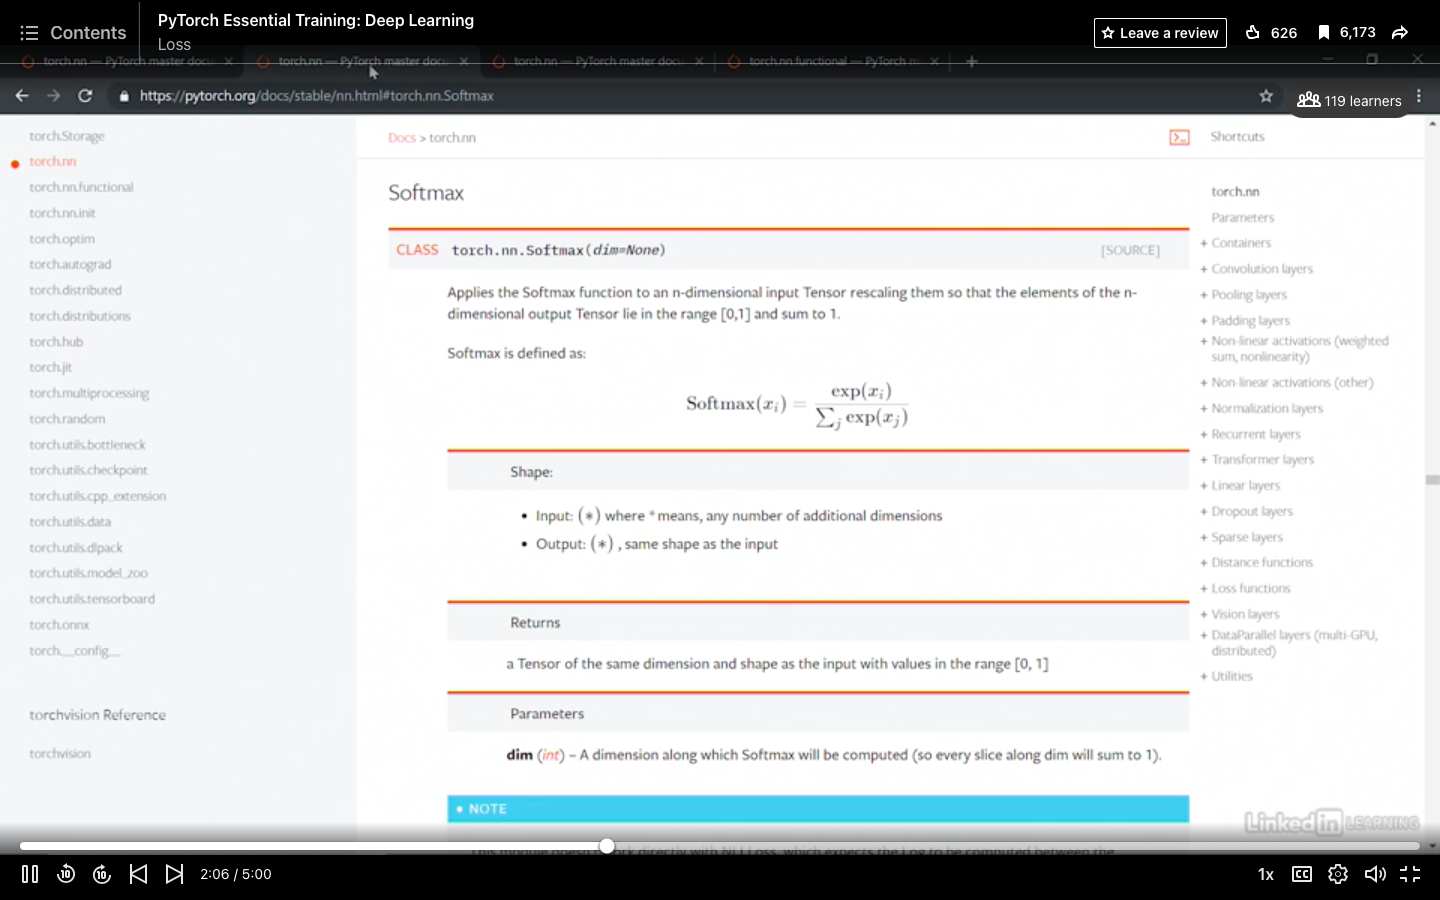 Contents
PyTorch Essential Training: Deep Learning
Loss
Leave a review
626
6,173
torch.nn — PyTorch master docu
torch.nn — PyTorch master docu
torch.nn — PyTorch master docu
torch.nn.functional — PyTorch m
https://pytorch.org/docs/stable/nn.html#torch.nn.Softmax
119 learners
torch.Storage
torch.nn
torch.nn.functional
torch.nn.init
torch.optim
torch.autograd
torch.distributed
torch.distributions
torch.hub
torch.jit
torch.multiprocessing
torch.random
torch.utils.bottleneck
torch.utils.checkpoint
torch.utils.cpp_extension
torch.utils.data
torch.utils.dlpack
torch.utils.model_zoo
torch.utils.tensorboard
torch.onnx
torch.__config__
torchvision Reference
torchvision
Docs > torch.nn
Softmax
CLASS torch.nn.Softmax(dim=None) [SOURCE]
Applies the Softmax function to an n-dimensional input Tensor rescaling them so that the elements of the n-
dimensional output Tensor lie in the range [0,1] and sum to 1.
Softmax is defined as:
Softmax(xᵢ) = exp(xᵢ) / ∑ⱼ exp(xⱼ)
Shape:
• Input: (*) where * means, any number of additional dimensions
• Output: (*) , same shape as the input
Returns
a Tensor of the same dimension and shape as the input with values in the range [0, 1]
Parameters
dim (int) – A dimension along which Softmax will be computed (so every slice along dim will sum to 1).
• NOTE
Shortcuts
torch.nn
Parameters
+ Containers
+ Convolution layers
+ Pooling layers
+ Padding layers
+ Non-linear activations (weighted
sum, nonlinearity)
+ Non-linear activations (other)
+ Normalization layers
+ Recurrent layers
+ Transformer layers
+ Linear layers
+ Dropout layers
+ Sparse layers
+ Distance functions
+ Loss functions
+ Vision layers
+ DataParallel layers (multi-GPU,
distributed)
+ Utilities
Linked in LEARNING
10
10
2:06 / 5:00
1x
CC